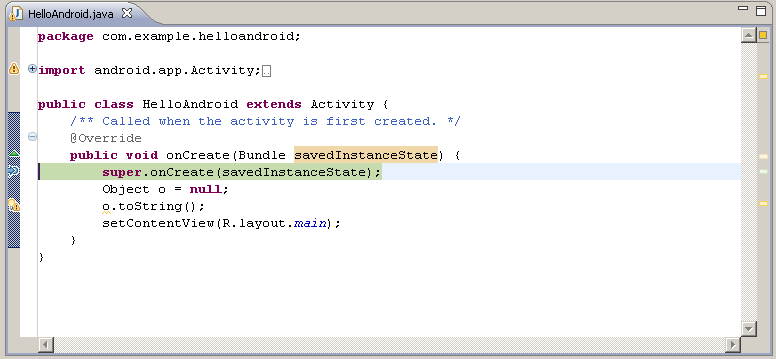 HelloAndroid.java
package com.example.helloandroid;
import android.app.Activity;
public class HelloAndroid extends Activity {
/** Called when the activity is first created. */
@Override
public void onCreate(Bundle savedInstanceState) {
super.onCreate(savedInstanceState);
Object o = null;
o.toString();
setContentView(R.layout.main);
}
}